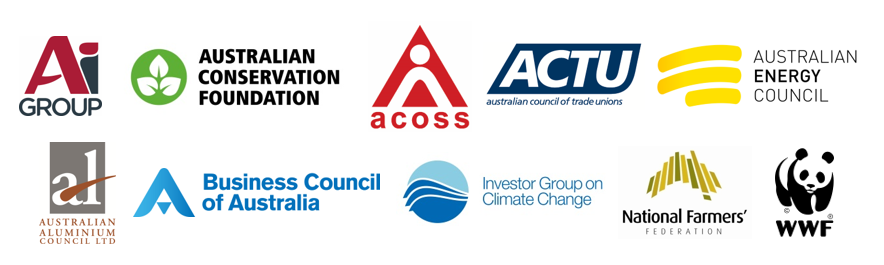 Ai
GROUP
AUSTRALIAN
CONSERVATION
FOUNDATION
acoss
ACTU
australian council of trade unions
AUSTRALIAN
ENERGY
COUNCIL
al
AUSTRALIAN
ALUMINIUM
COUNCIL LTD
Business Council
of Australia
Investor Group on
Climate Change
National Farmers'
FEDERATION
©
®
WWF